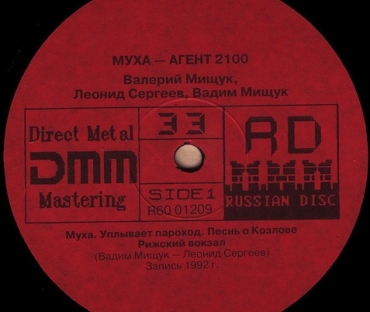 МУХА — АГЕНТ 2100
Валерий Мищук,
Леонид Сергеев, Вадим Мищук
Direct Metal
DMM
Mastering
33
SIDE 1
R60 01209
RD
RUSSIAN DISC
Муха. Уплывает пароход. Песнь о Козлове
Рижский вокзал
(Вадим Мищук — Леонид Сергеев)
Запись 1992 г.